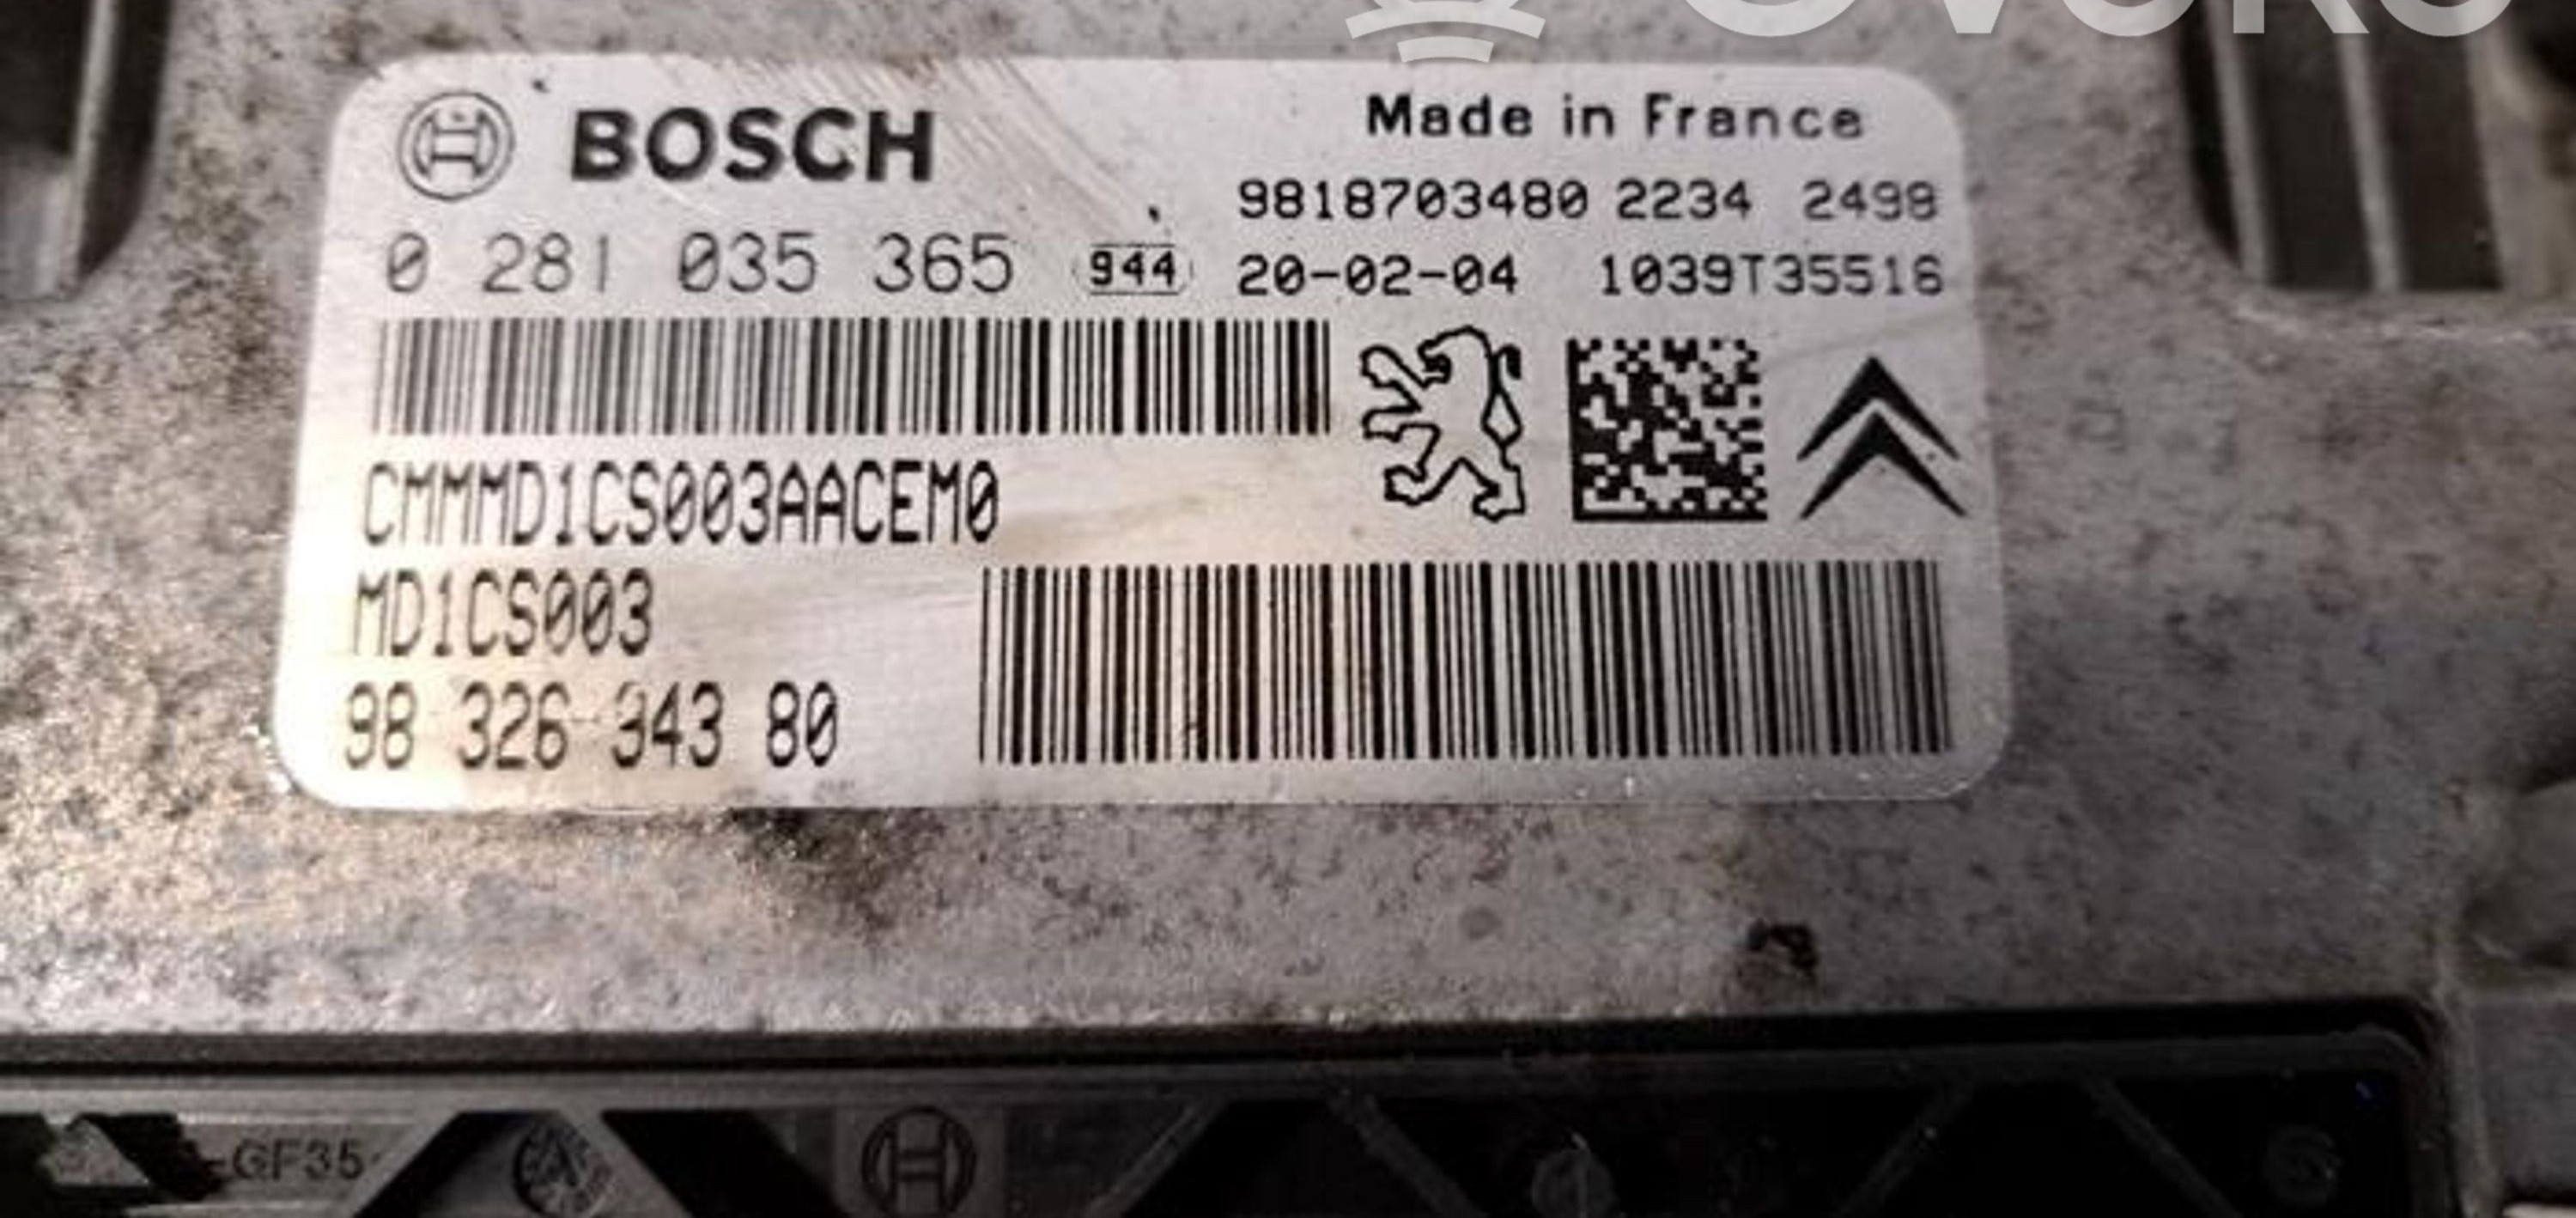 BOSCH
Made in France
9818703480 2234 2498
0 281 035 365 944 20-02-04 1039T35516
CMMMD1CS003AACEM0
MD1CS003
98 326 343 80
-GF35